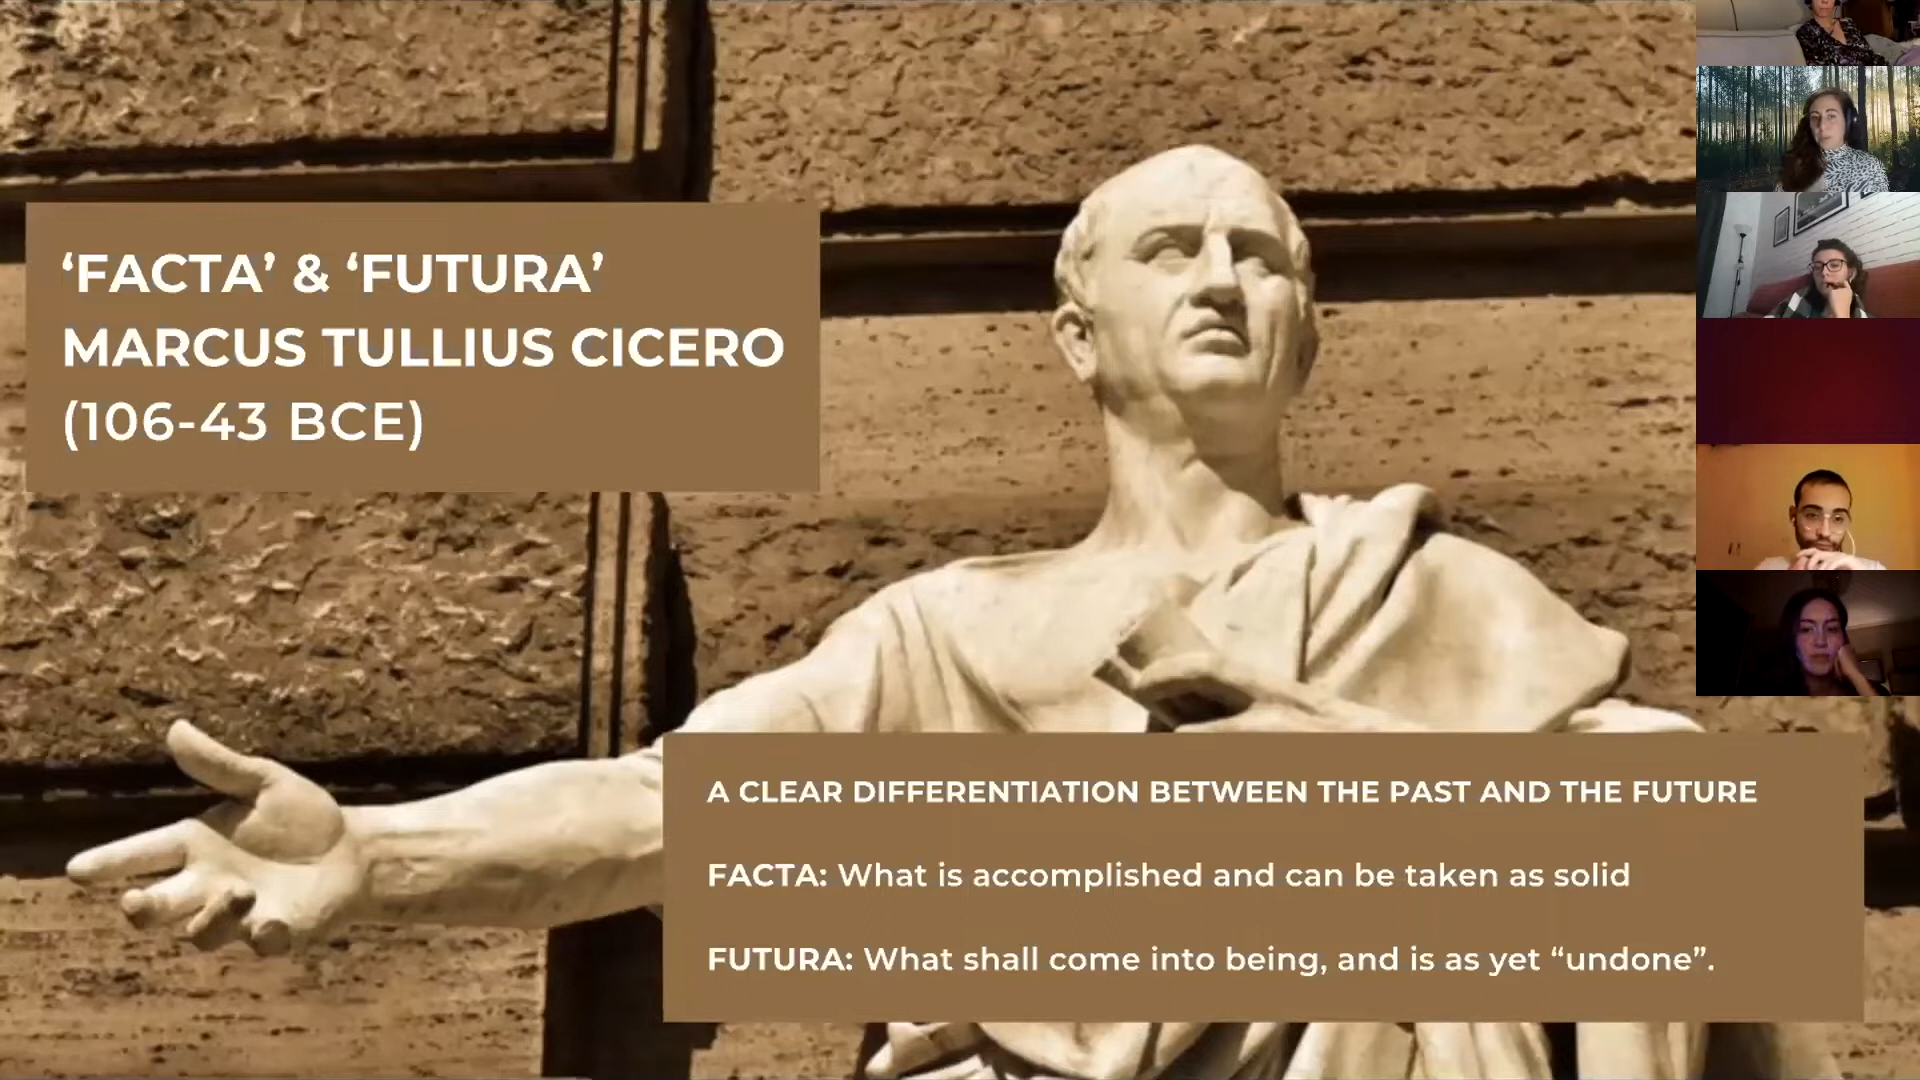 ‘FACTA’ & ‘FUTURA’
MARCUS TULLIUS CICERO
(106-43 BCE)
A CLEAR DIFFERENTIATION BETWEEN THE PAST AND THE FUTURE
FACTA: What is accomplished and can be taken as solid
FUTURA: What shall come into being, and is as yet “undone”.